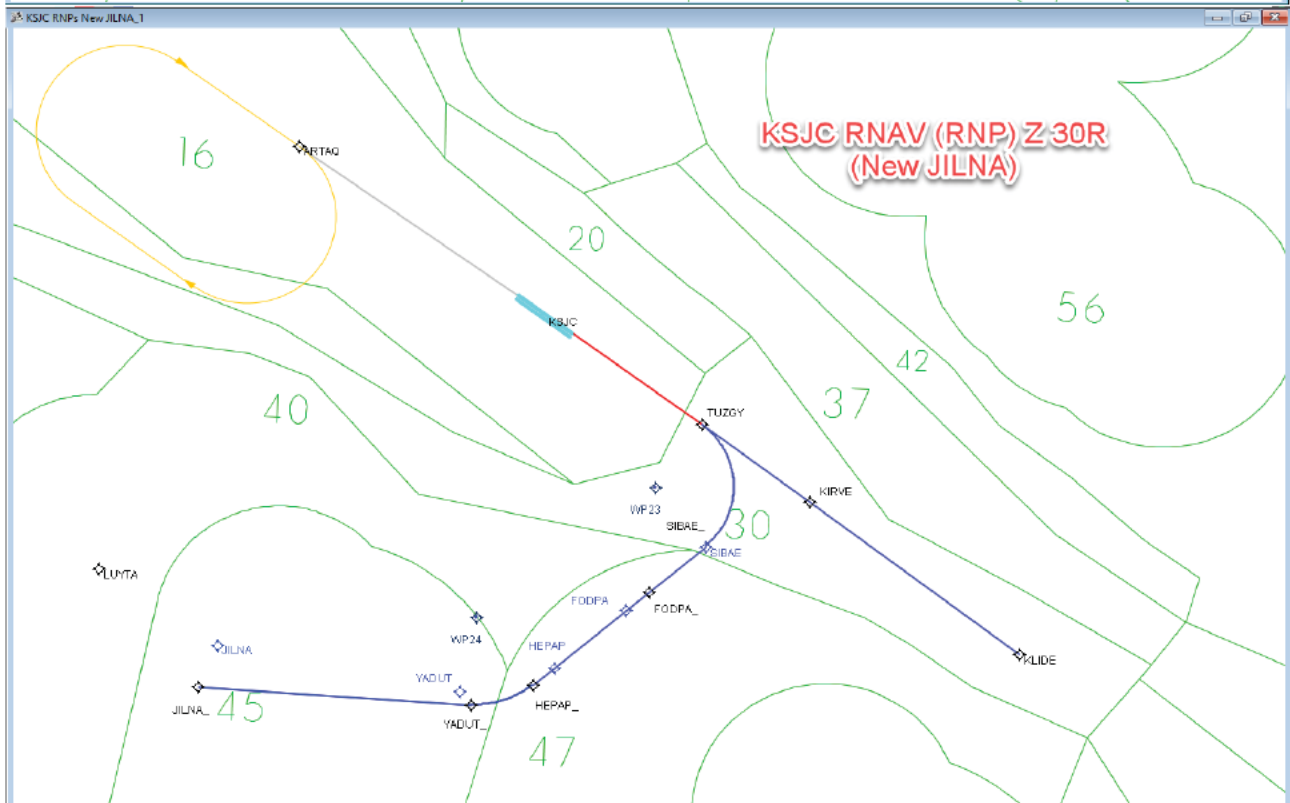 KSJC RNPs New JILNA_1
KSJC RNAV (RNP) Z 30R
(New JILNA)
ARTAQ
16
20
56
KSJC
42
37
40
TUZGY
WP23
KIRVE
SIBAE_
30
SIBAE
LUYTA
FODPA
FODPA_
WP24
JILNA
HEPAP
KLIDE
YADUT
JILNA_
45
HEPAP_
YADUT_
47